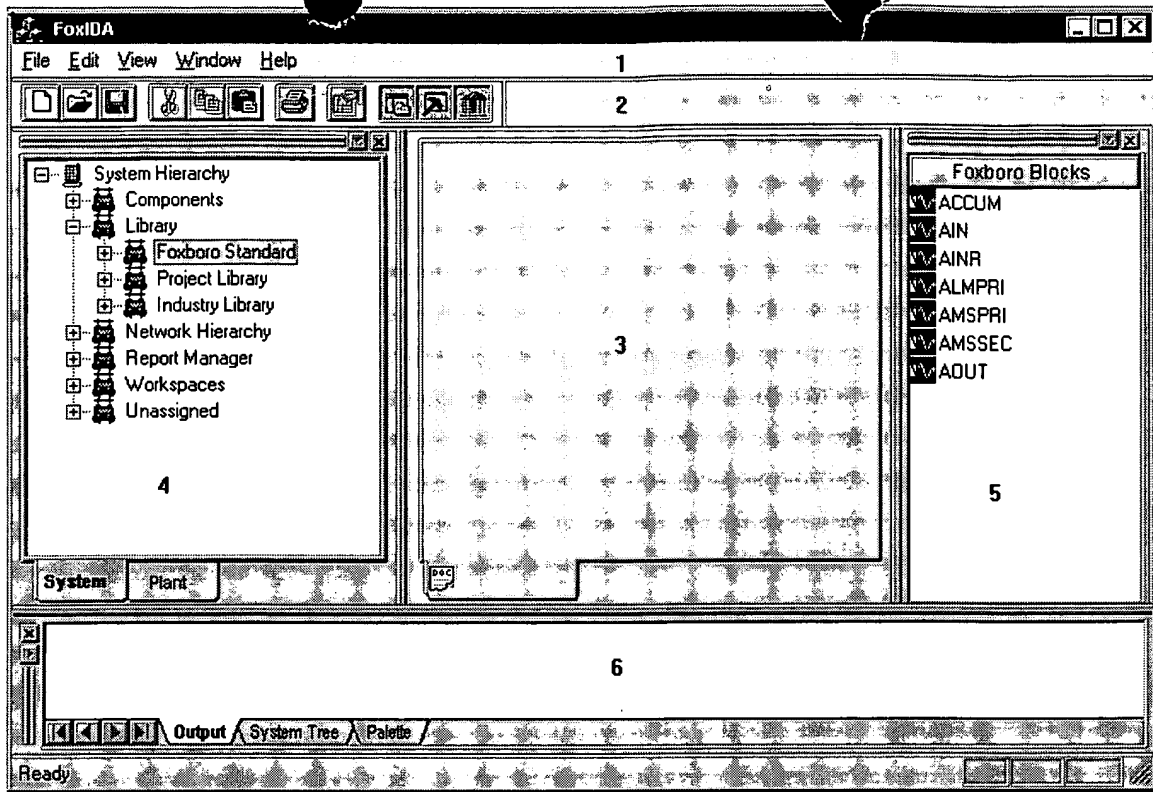 FoxIDA
File Edit View Window Help
1
2
System Hierarchy
Components
Library
Foxboro Standard
Project Library
Industry Library
Network Hierarchy
Report Manager
Workspaces
Unassigned
4
System Plant
3
DOC
Foxboro Blocks
ACCUM
AIN
AINR
ALMPRI
AMSPRI
AMSSEC
AOUT
5
6
Output System Tree Palette
Ready